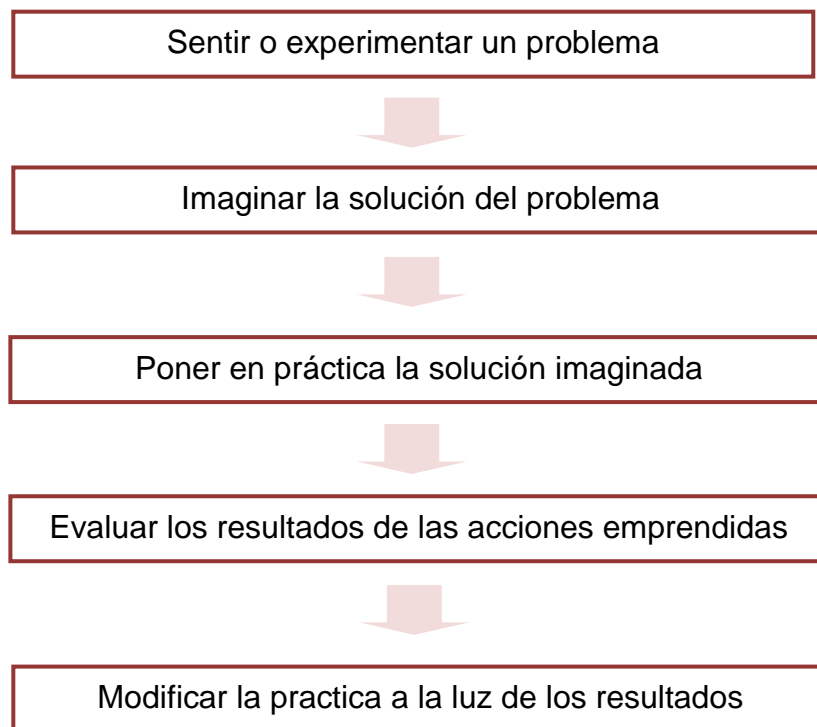 Sentir o experimentar un problema
Imaginar la solución del problema
Poner en práctica la solución imaginada
Evaluar los resultados de las acciones emprendidas
Modificar la practica a la luz de los resultados